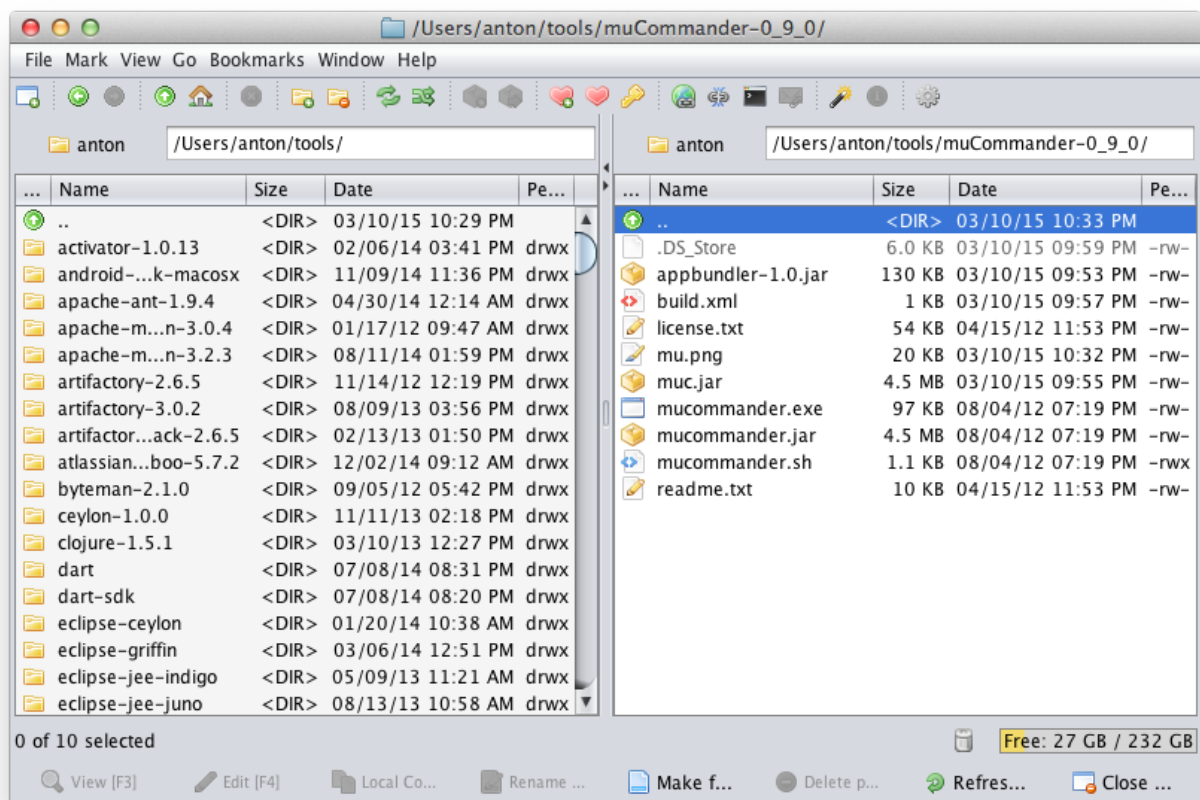 /Users/anton/tools/muCommander-0_9_0/
File Mark View Go Bookmarks Window Help
anton /Users/anton/tools/
... Name Size Date Pe...
.. <DIR> 03/10/15 10:29 PM
activator-1.0.13 <DIR> 02/06/14 03:41 PM drwx
android-...k-macosx <DIR> 11/09/14 11:36 PM drwx
apache-ant-1.9.4 <DIR> 04/30/14 12:14 AM drwx
apache-m...n-3.0.4 <DIR> 01/17/12 09:47 AM drwx
apache-m...n-3.2.3 <DIR> 08/11/14 01:59 PM drwx
artifactory-2.6.5 <DIR> 11/14/12 12:19 PM drwx
artifactory-3.0.2 <DIR> 08/09/13 03:56 PM drwx
artifactor...ack-2.6.5 <DIR> 02/13/13 01:50 PM drwx
atlassian...boo-5.7.2 <DIR> 12/02/14 09:12 AM drwx
byteman-2.1.0 <DIR> 09/05/12 05:42 PM drwx
ceylon-1.0.0 <DIR> 11/11/13 02:18 PM drwx
clojure-1.5.1 <DIR> 03/10/13 12:27 PM drwx
dart <DIR> 07/08/14 08:31 PM drwx
dart-sdk <DIR> 07/08/14 08:20 PM drwx
eclipse-ceylon <DIR> 01/20/14 10:38 AM drwx
eclipse-griffin <DIR> 03/06/14 12:51 PM drwx
eclipse-jee-indigo <DIR> 05/09/13 11:21 AM drwx
eclipse-jee-juno <DIR> 08/13/13 10:58 AM drwx
anton /Users/anton/tools/muCommander-0_9_0/
... Name Size Date Pe...
.. <DIR> 03/10/15 10:33 PM
.DS_Store 6.0 KB 03/10/15 09:59 PM -rw-
appbundler-1.0.jar 130 KB 03/10/15 09:53 PM -rw-
build.xml 1 KB 03/10/15 09:57 PM -rw-
license.txt 54 KB 04/15/12 11:53 PM -rw-
mu.png 20 KB 03/10/15 10:32 PM -rw-
muc.jar 4.5 MB 03/10/15 09:55 PM -rw-
mucommander.exe 97 KB 08/04/12 07:19 PM -rw-
mucommander.jar 4.5 MB 08/04/12 07:19 PM -rw-
mucommander.sh 1.1 KB 08/04/12 07:19 PM -rwx
readme.txt 10 KB 04/15/12 11:53 PM -rw-
0 of 10 selected Free: 27 GB / 232 GB
View [F3] Edit [F4] Local Co... Rename ... Make f... Delete p... Refres... Close ...